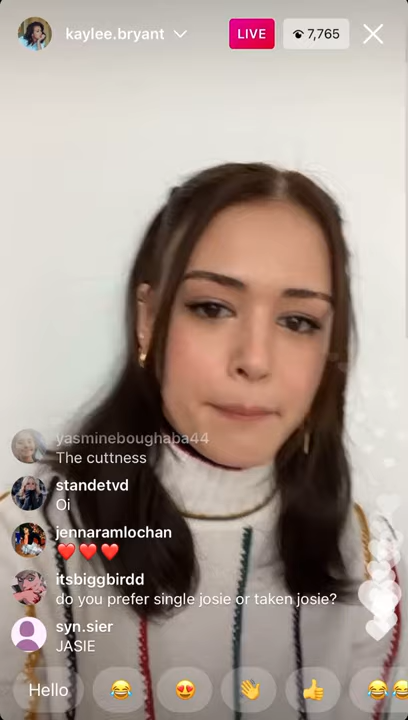 kaylee.bryant
LIVE
7,765
yasmineboughaba44
The cuttness
standetvd
Oi
jennaramlochan
❤️❤️❤️
itsbiggbirdd
do you prefer single josie or taken josie?
syn.sier
JASIE
Hello 😂 😍 👋 👍 😂😂